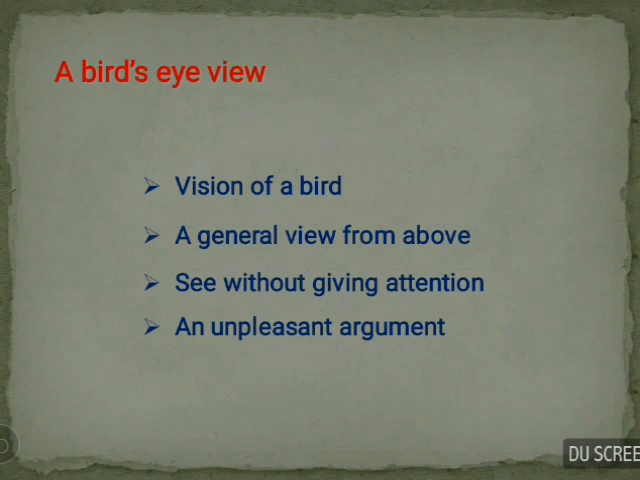 A bird's eye view
Vision of a bird
A general view from above
See without giving attention
An unpleasant argument
DU SCREE